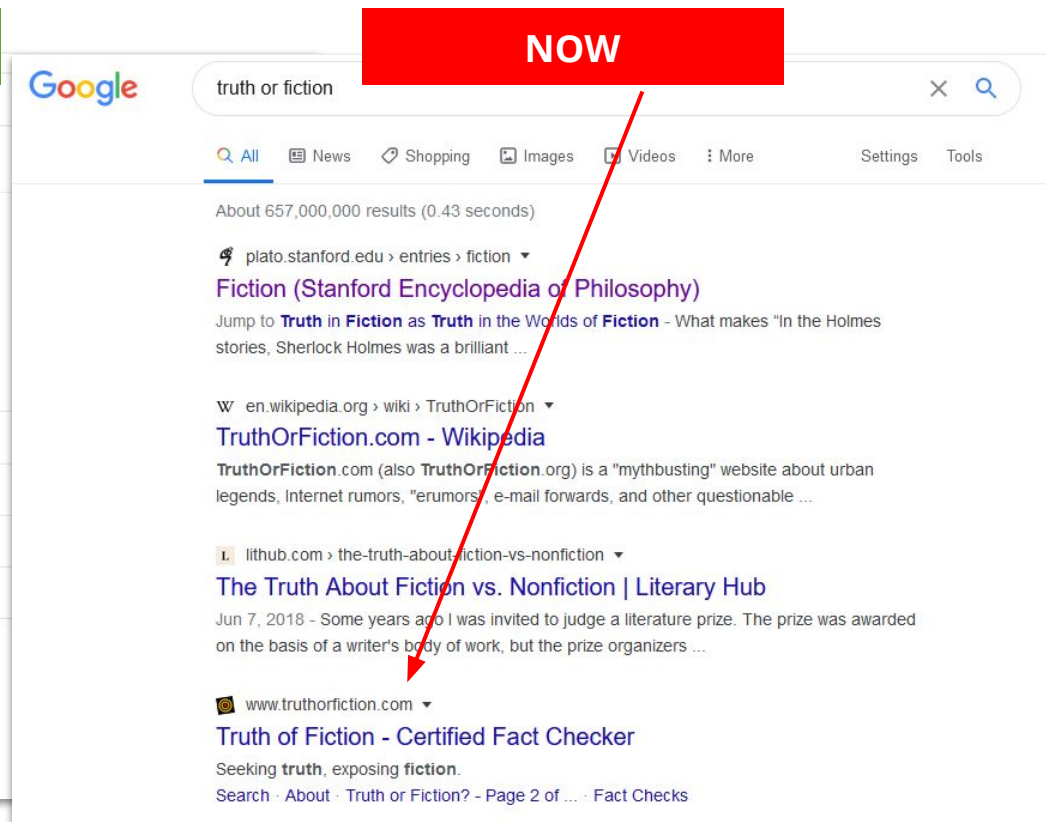 NOW
Google
truth or fiction
All News Shopping Images Videos More Settings Tools
About 657,000,000 results (0.43 seconds)
plato.stanford.edu › entries › fiction
Fiction (Stanford Encyclopedia of Philosophy)
Jump to Truth in Fiction as Truth in the Worlds of Fiction - What makes “In the Holmes
stories, Sherlock Holmes was a brilliant ...
W en.wikipedia.org › wiki › TruthOrFiction
TruthOrFiction.com - Wikipedia
TruthOrFiction.com (also TruthOrFiction.org) is a "mythbusting" website about urban
legends, Internet rumors, "erumors", e-mail forwards, and other questionable ...
L lithub.com › the-truth-about-fiction-vs-nonfiction
The Truth About Fiction vs. Nonfiction | Literary Hub
Jun 7, 2018 - Some years ago I was invited to judge a literature prize. The prize was awarded
on the basis of a writer's body of work, but the prize organizers ...
www.truthorfiction.com
Truth of Fiction - Certified Fact Checker
Seeking truth, exposing fiction.
Search · About · Truth or Fiction? - Page 2 of ... · Fact Checks